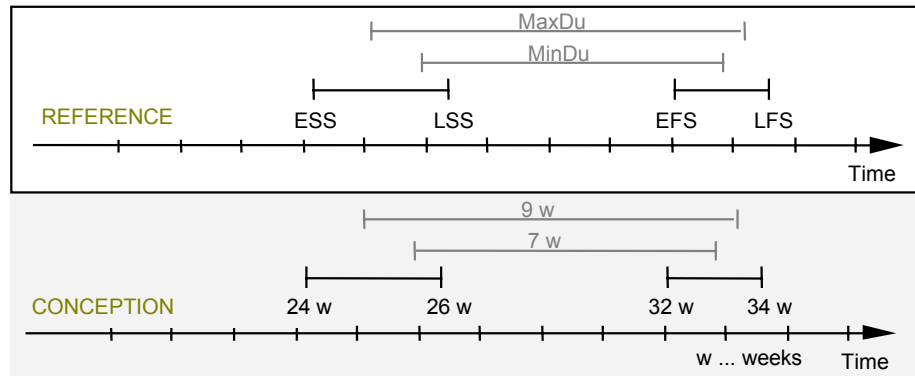 MaxDu
MinDu
REFERENCE
ESS LSS EFS LFS
Time
9 w
7 w
CONCEPTION
24 w 26 w 32 w 34 w
w ... weeks Time